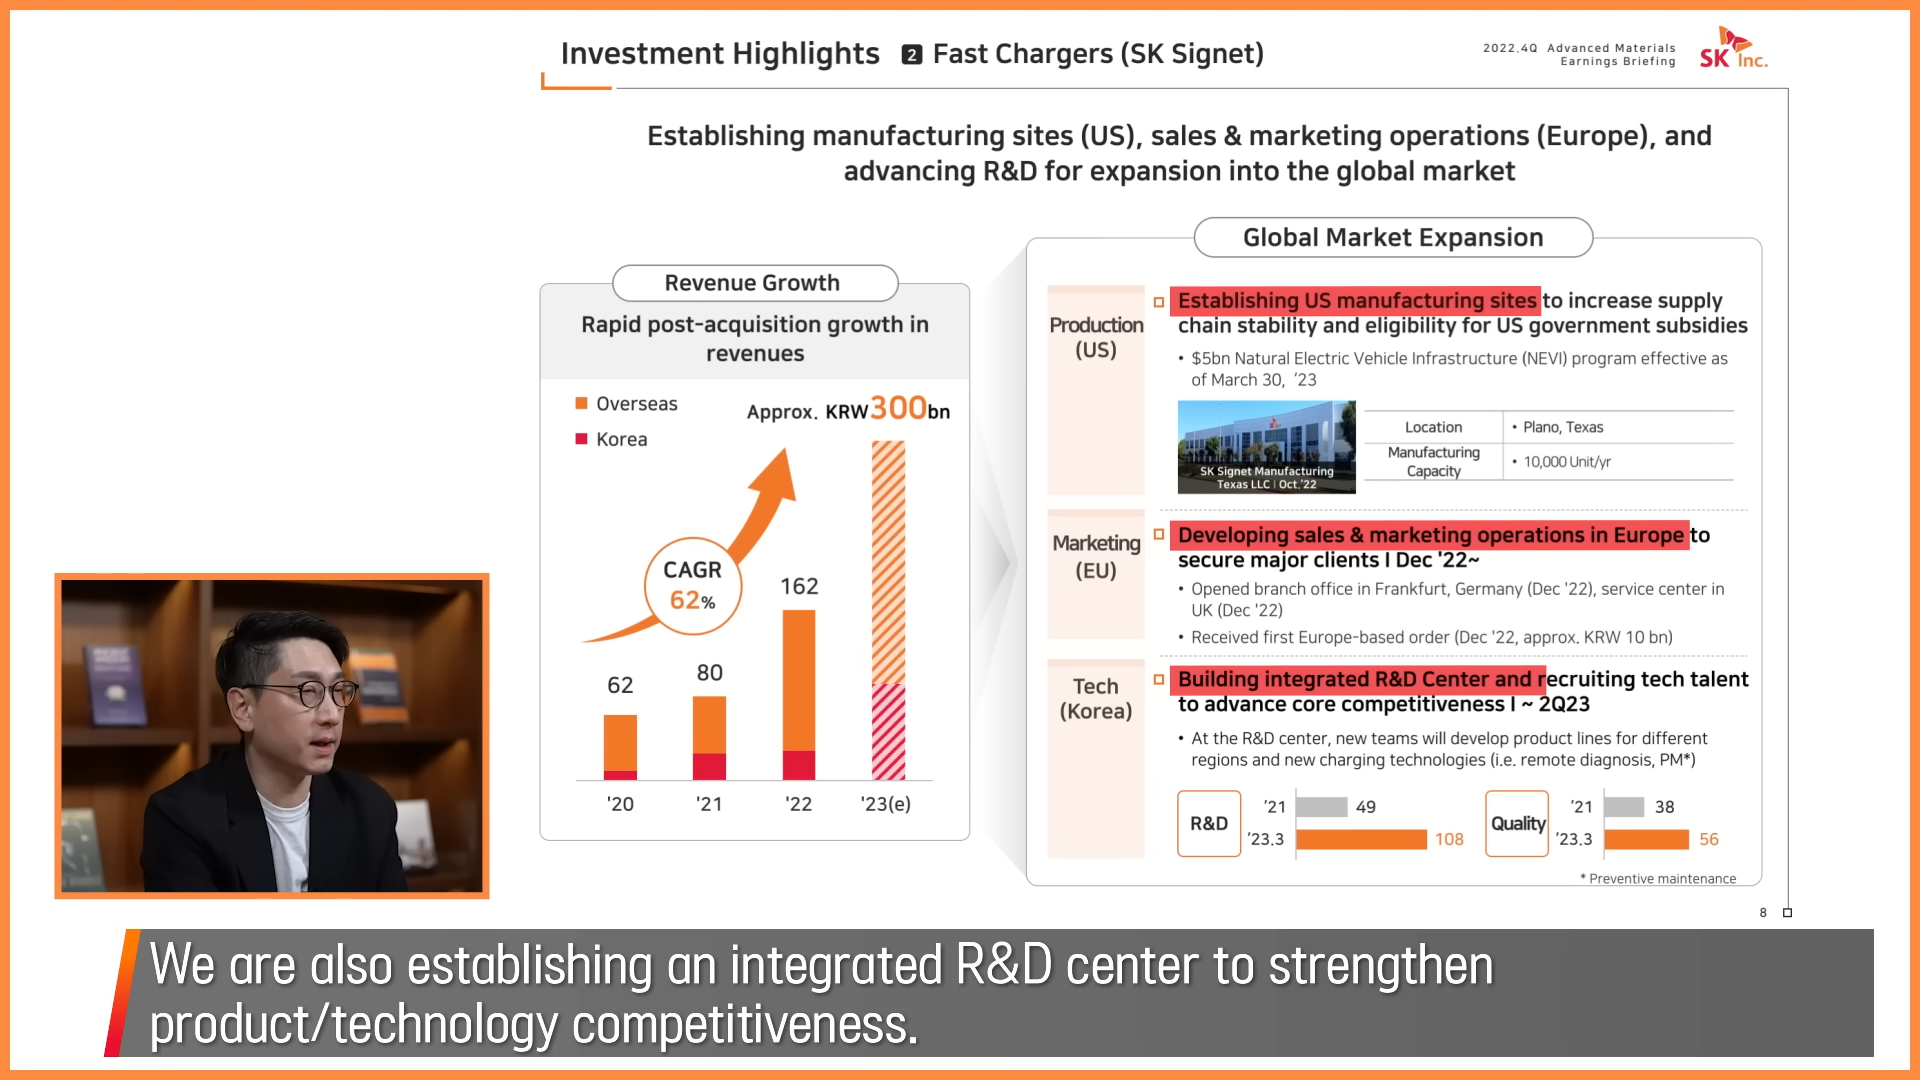 Investment Highlights 2 Fast Chargers (SK Signet)
2022.4Q Advanced Materials
Earnings Briefing
SK Inc.
Establishing manufacturing sites (US), sales & marketing operations (Europe), and
advancing R&D for expansion into the global market
Revenue Growth
Rapid post-acquisition growth in
revenues
Overseas
Korea
Approx. KRW300bn
CAGR
62%
62
80
162
'20
'21
'22
'23(e)
Global Market Expansion
Production
(US)
Establishing US manufacturing sites to increase supply
chain stability and eligibility for US government subsidies
• $5bn Natural Electric Vehicle Infrastructure (NEVI) program effective as
of March 30, '23
SK Signet Manufacturing
Texas LLC | Oct.'22
Location
• Plano, Texas
Manufacturing
Capacity
• 10,000 Unit/yr
Marketing
(EU)
Developing sales & marketing operations in Europe to
secure major clients I Dec '22~
• Opened branch office in Frankfurt, Germany (Dec '22), service center in
UK (Dec '22)
• Received first Europe-based order (Dec '22, approx. KRW 10 bn)
Tech
(Korea)
Building integrated R&D Center and recruiting tech talent
to advance core competitiveness I ~ 2Q23
• At the R&D center, new teams will develop product lines for different
regions and new charging technologies (i.e. remote diagnosis, PM*)
R&D
'21
49
'23.3
108
Quality
'21
38
'23.3
56
* Preventive maintenance
8
We are also establishing an integrated R&D center to strengthen
product/technology competitiveness.